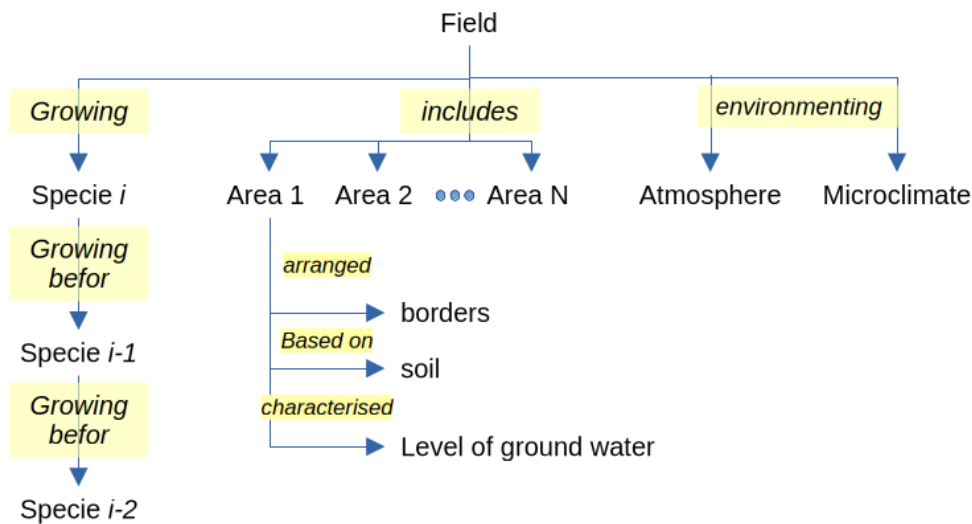 Field
Growing
includes
environmenting
Specie i
Area 1
Area 2
Area N
Atmosphere
Microclimate
Growing
befor
arranged
borders
Based on
Specie i-1
soil
Growing
befor
characterised
Level of ground water
Specie i-2